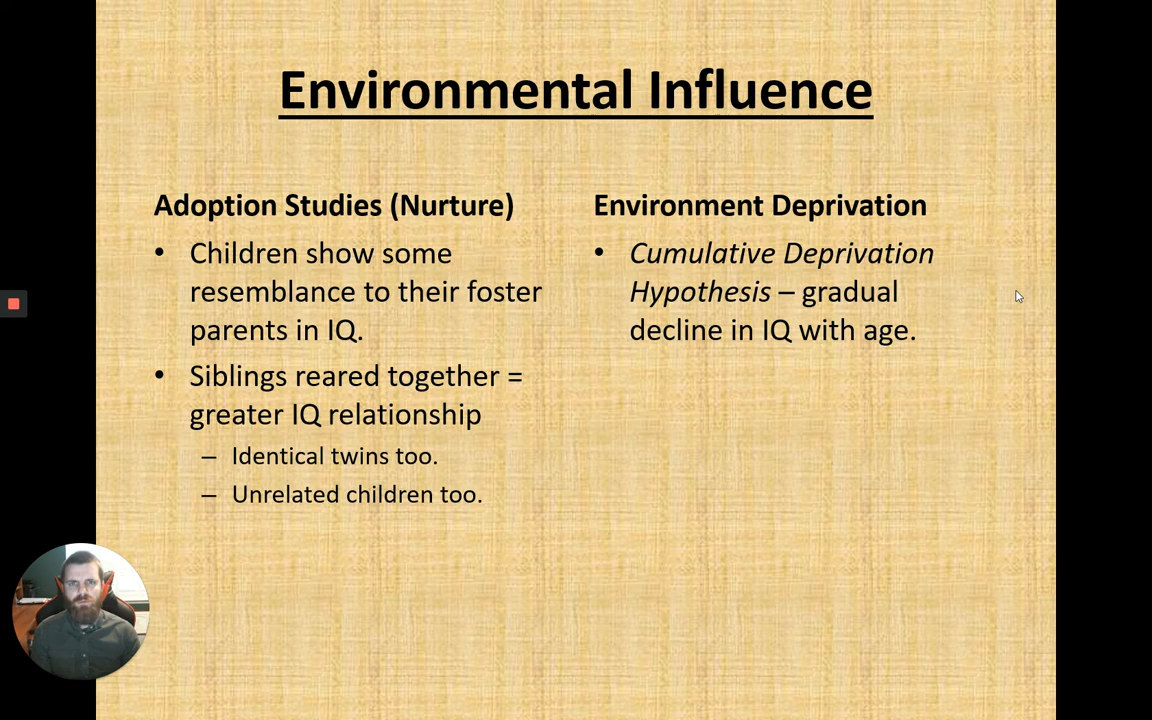 Environmental Influence
Adoption Studies (Nurture)
• Children show some
resemblance to their foster
parents in IQ.
• Siblings reared together =
greater IQ relationship
– Identical twins too.
– Unrelated children too.
Environment Deprivation
• Cumulative Deprivation
Hypothesis – gradual
decline in IQ with age.